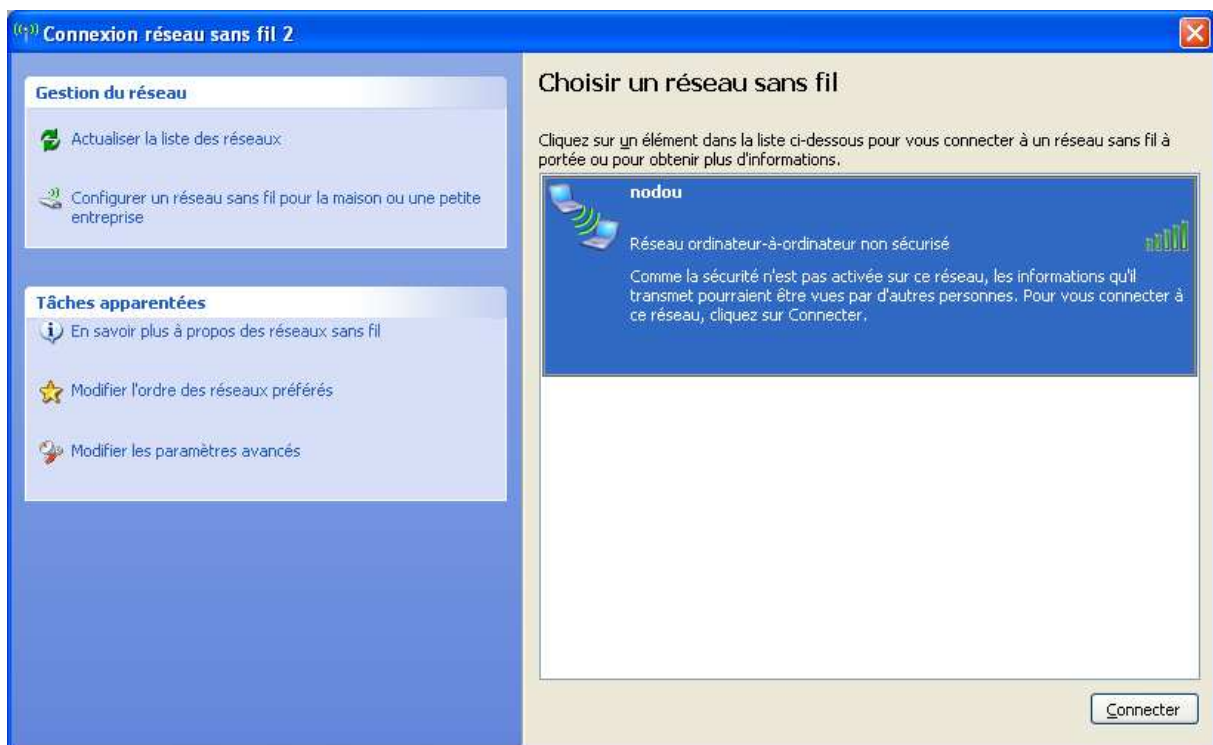 Connexion réseau sans fil 2
Gestion du réseau
Actualiser la liste des réseaux
Configurer un réseau sans fil pour la maison ou une petite
entreprise
Tâches apparentées
En savoir plus à propos des réseaux sans fil
Modifier l'ordre des réseaux préférés
Modifier les paramètres avancés
Choisir un réseau sans fil
Cliquez sur un élément dans la liste ci-dessous pour vous connecter à un réseau sans fil à
portée ou pour obtenir plus d'informations.
nodou
Réseau ordinateur-à-ordinateur non sécurisé
Comme la sécurité n'est pas activée sur ce réseau, les informations qu'il
transmet pourraient être vues par d'autres personnes. Pour vous connecter à
ce réseau, cliquez sur Connecter.
Connecter